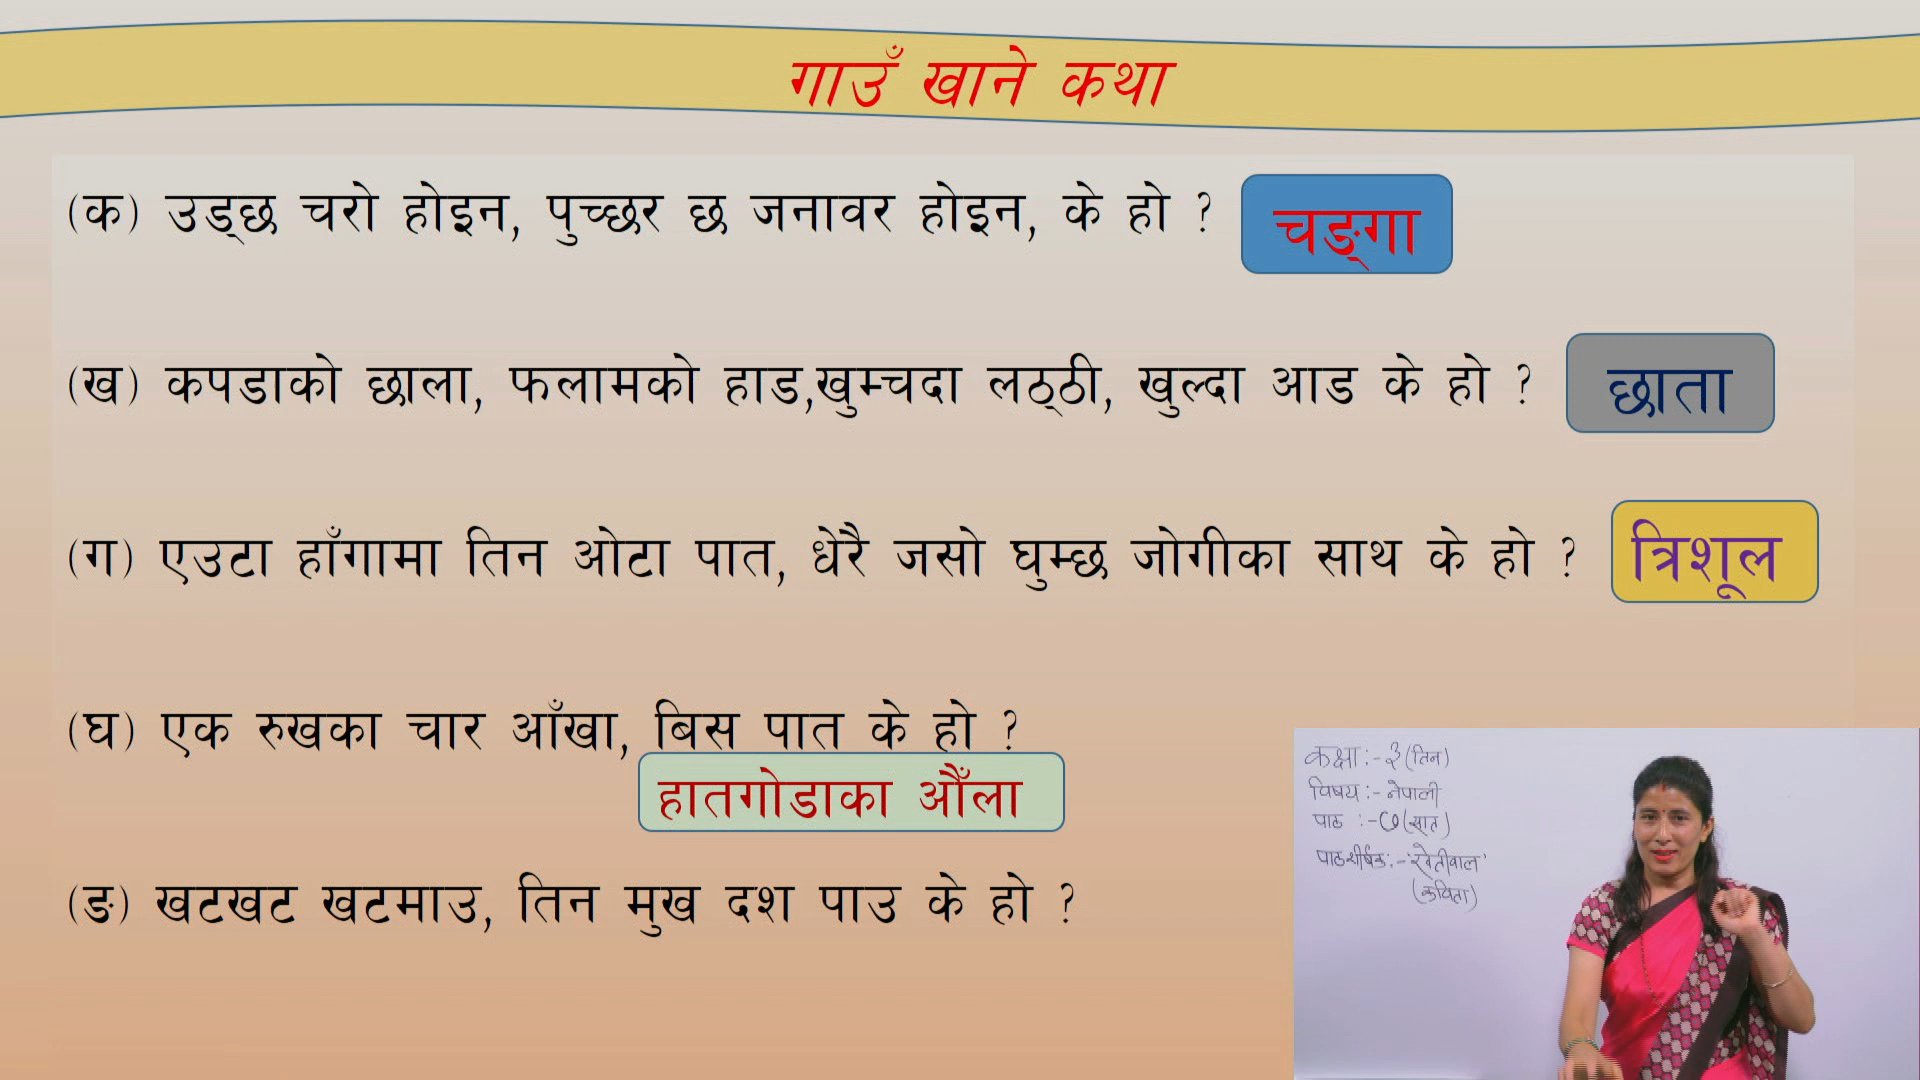 गाउँ खाने कथा
(क) उड्छ चरो होइन, पुच्छर छ जनावर होइन, के हो ? चङ्गा
(ख) कपडाको छाला, फलामको हाड,खुम्चदा लठ्ठी, खुल्दा आड के हो ? छाता
(ग) एउटा हाँगामा तिन ओटा पात, धेरै जसो घुम्छ जोगीका साथ के हो ? त्रिशूल
(घ) एक रुखका चार आँखा, बिस पात के हो ?
हातगोडाका औँला
(ङ) खटखट खटमाउ, तिन मुख दश पाउ के हो ?
कक्षा :- ३ (तिन)
विषय :- नेपाली
पाठ :- ७ (सात)
पाठशीर्षक :- 'खेतीवाल'
(कविता)